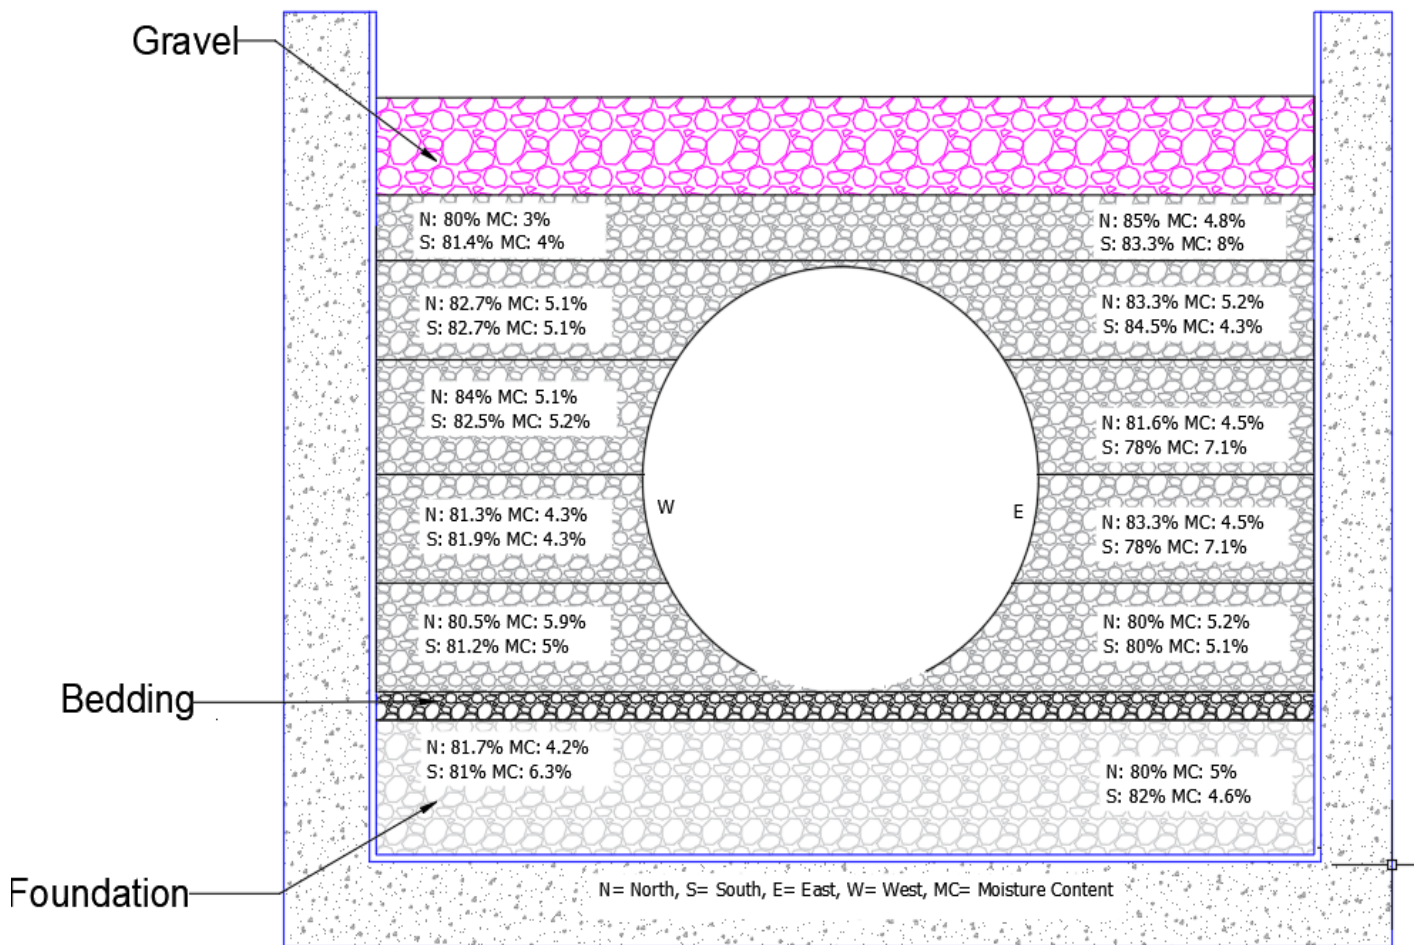 Gravel
N: 80% MC: 3%
S: 81.4% MC: 4%
N: 85% MC: 4.8%
S: 83.3% MC: 8%
N: 82.7% MC: 5.1%
S: 82.7% MC: 5.1%
N: 83.3% MC: 5.2%
S: 84.5% MC: 4.3%
N: 84% MC: 5.1%
S: 82.5% MC: 5.2%
N: 81.6% MC: 4.5%
S: 78% MC: 7.1%
W
E
N: 81.3% MC: 4.3%
S: 81.9% MC: 4.3%
N: 83.3% MC: 4.5%
S: 78% MC: 7.1%
N: 80.5% MC: 5.9%
S: 81.2% MC: 5%
N: 80% MC: 5.2%
S: 80% MC: 5.1%
Bedding
N: 81.7% MC: 4.2%
S: 81% MC: 6.3%
N: 80% MC: 5%
S: 82% MC: 4.6%
Foundation
N= North, S= South, E= East, W= West, MC= Moisture Content